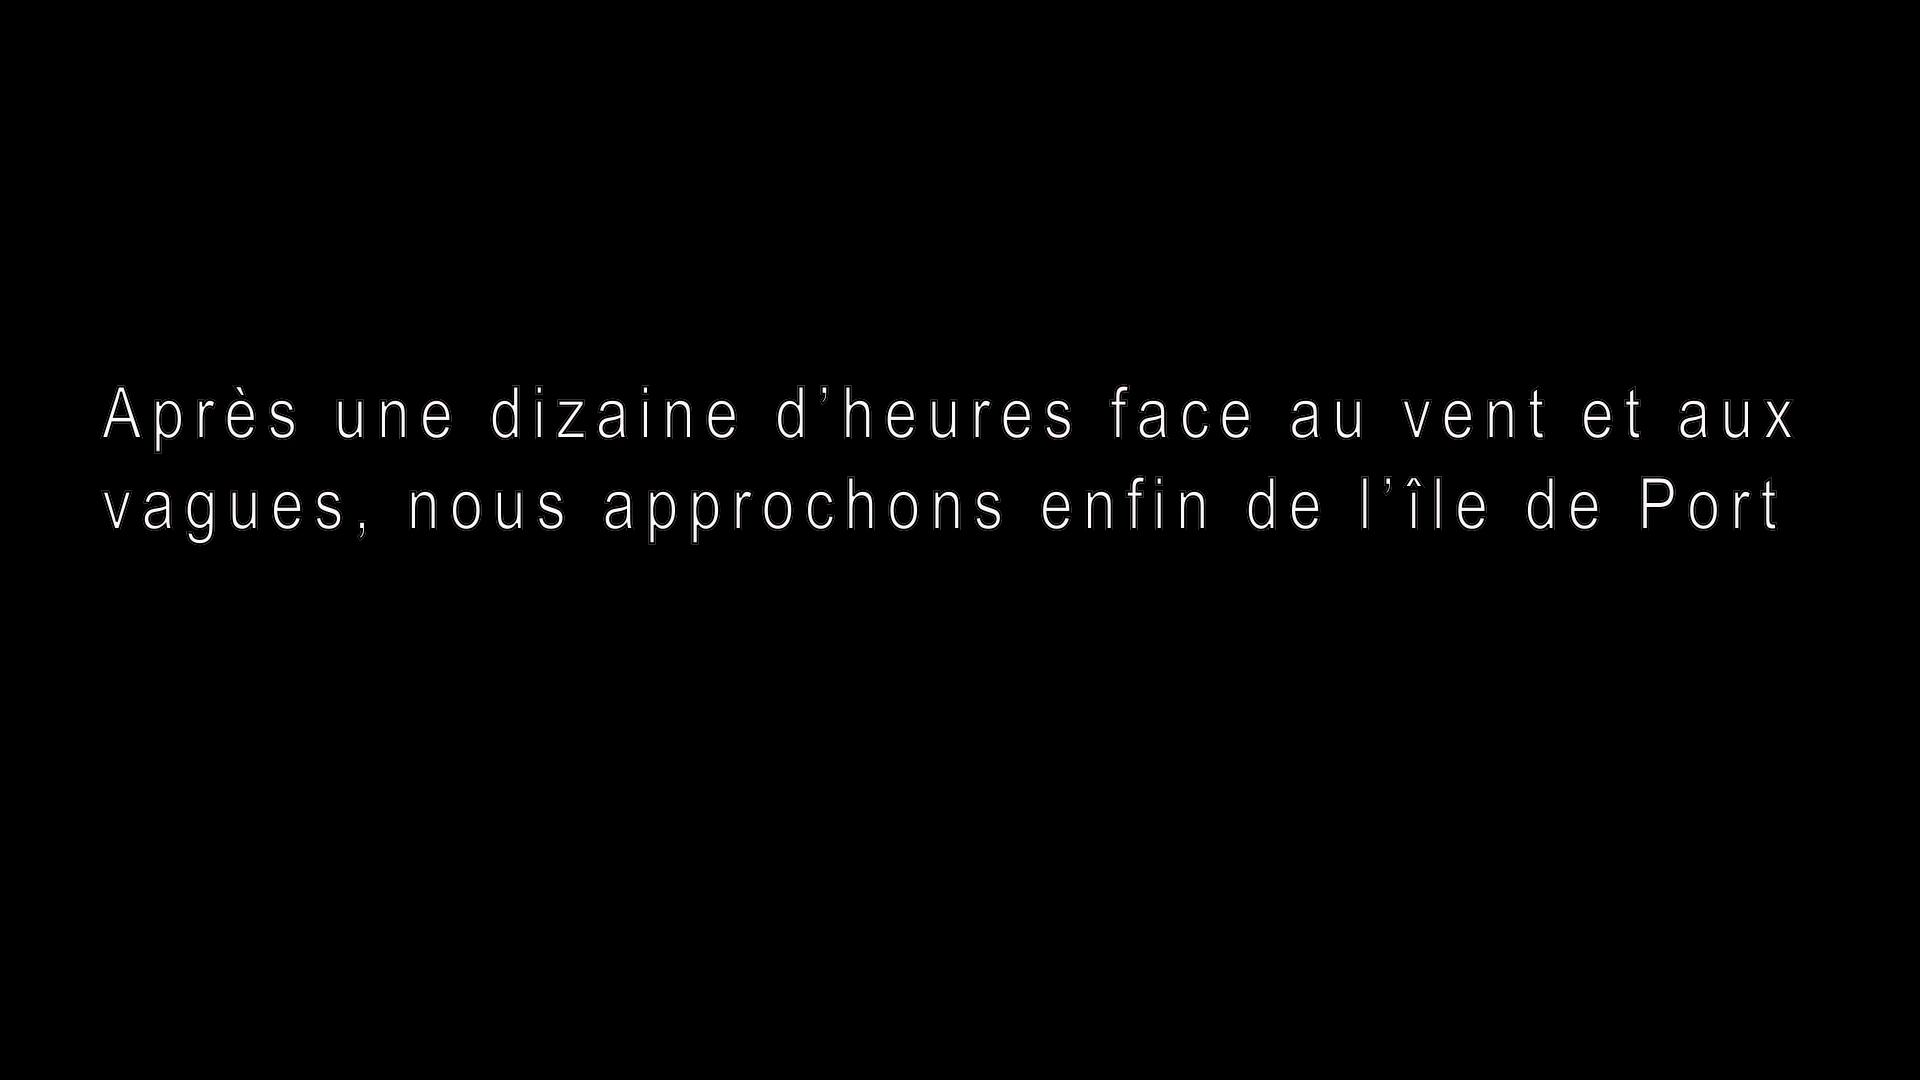 Après une dizaine d’heures face au vent et aux
vagues, nous approchons enfin de l’île de Port